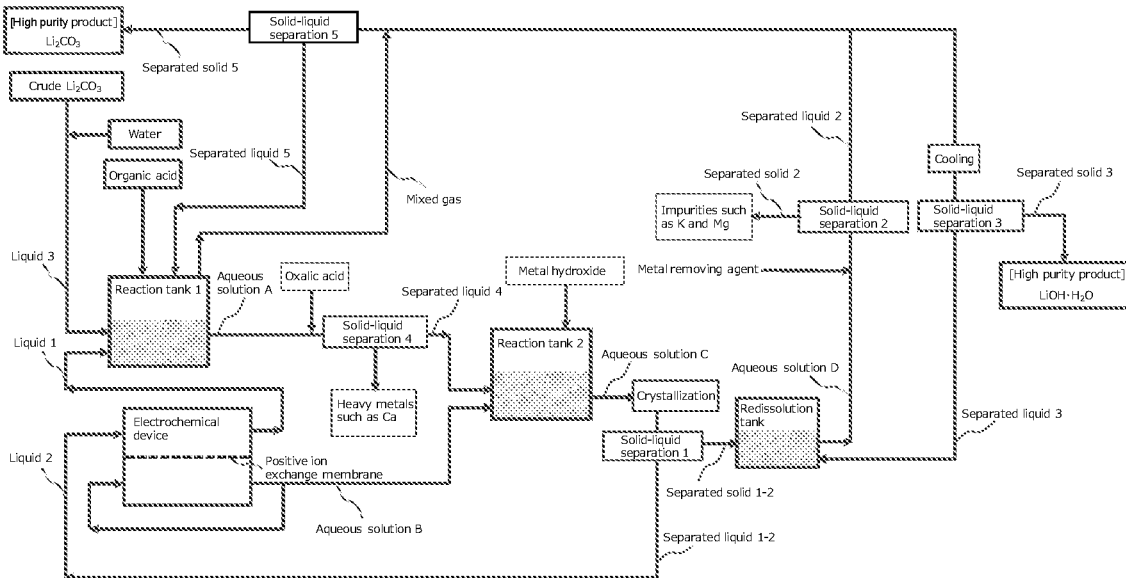 [High purity product]
Li₂CO₃
Solid-liquid
separation 5
Separated solid 5
Crude Li₂CO₃
Water
Organic acid
Separated liquid 5
Mixed gas
Separated liquid 2
Cooling
Separated solid 2
Separated solid 3
Impurities such
as K and Mg
Solid-liquid
separation 2
Solid-liquid
separation 3
Liquid 3
Metal removing agent
[High purity product]
LiOH·H₂O
Reaction tank 1
Aqueous
solution A
Oxalic acid
Separated liquid 4
Metal hydroxide
Solid-liquid
separation 4
Reaction tank 2
Liquid 1
Aqueous solution C
Aqueous solution D
Heavy metals
such as Ca
Crystallization
Redissolution
tank
Separated liquid 3
Electrochemical
device
Solid-liquid
separation 1
Liquid 2
Positive ion
exchange membrane
Separated solid 1-2
Aqueous solution B
Separated liquid 1-2